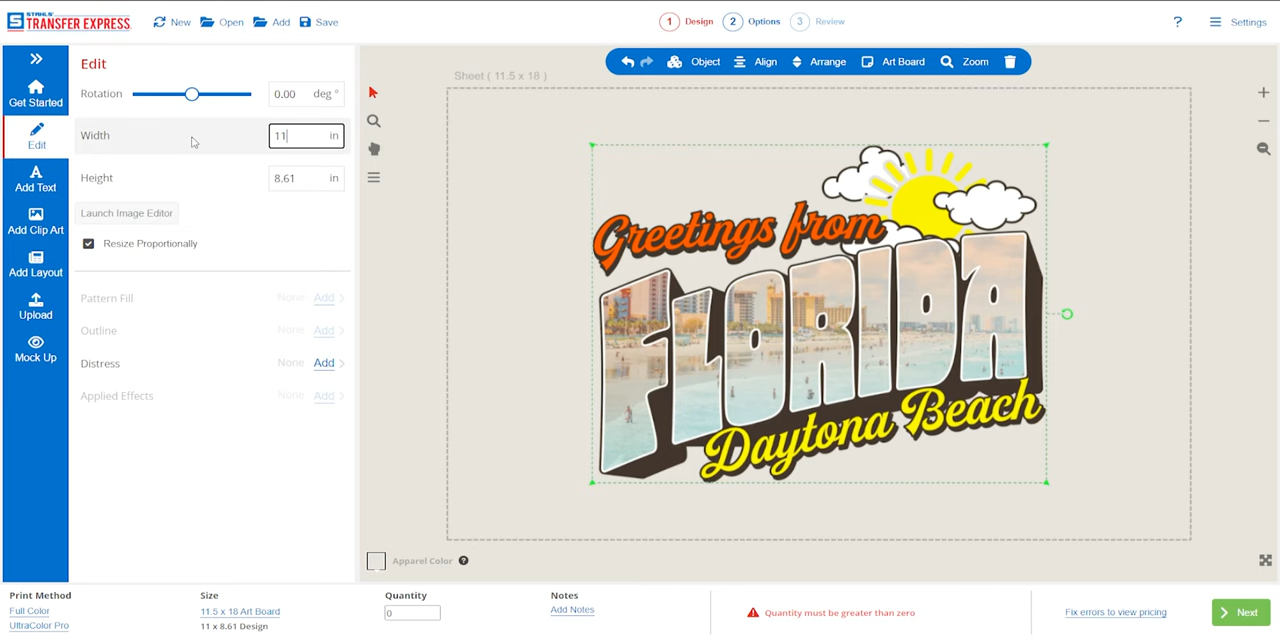 STAHLS'
TRANSFER EXPRESS
New
Open
Add
Save
1 Design
2 Options
3 Review
?
Settings
Get Started
Edit
Add Text
Add Clip Art
Add Layout
Upload
Mock Up
Edit
Rotation
0.00 deg °
Width
11 in
Height
8.61 in
Launch Image Editor
Resize Proportionally
Pattern Fill None Add
Outline None Add
Distress None Add
Applied Effects None Add
Object
Align
Arrange
Art Board
Zoom
Sheet ( 11.5 x 18 )
Greetings from
FLORIDA
Daytona Beach
Apparel Color ?
Print Method
Full Color
UltraColor Pro
Size
11.5 x 18 Art Board
11 x 8.61 Design
Quantity
0
Notes
Add Notes
Quantity must be greater than zero
Fix errors to view pricing
Next